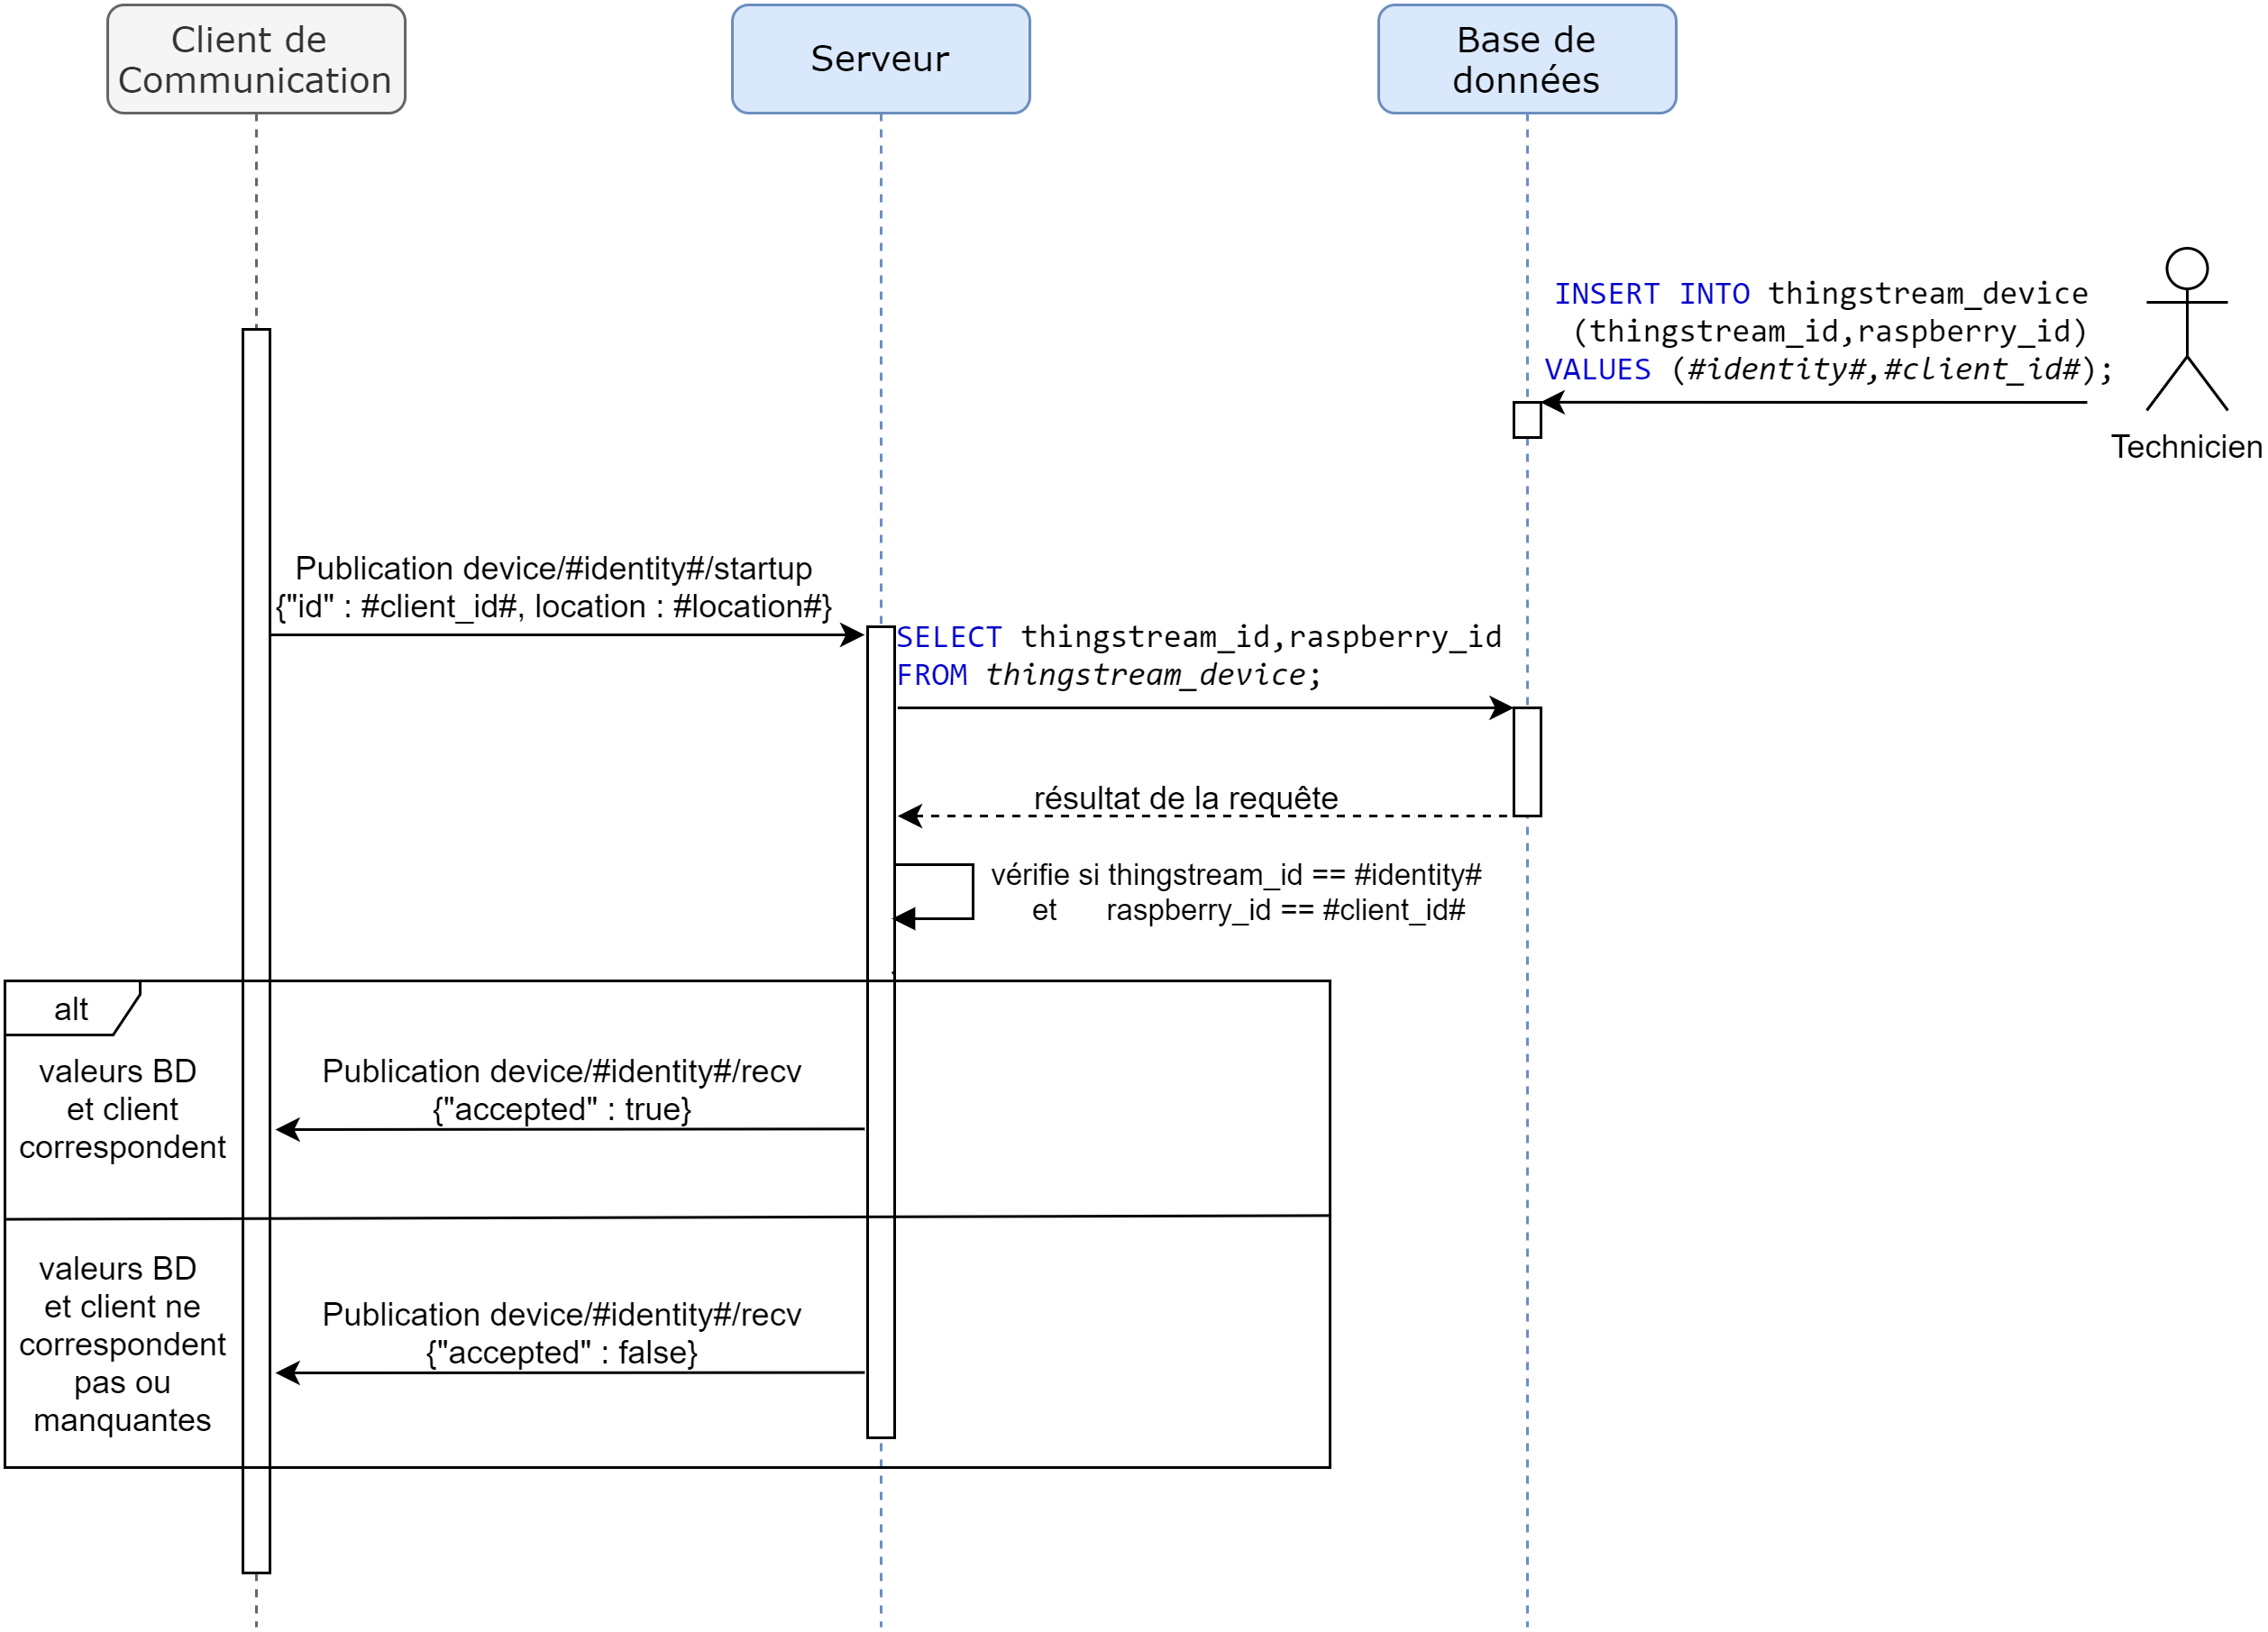 Client de
Communication
Serveur
Base de
données
INSERT INTO thingstream_device
(thingstream_id,raspberry_id)
VALUES (#identity#,#client_id#);
Technicien
Publication device/#identity#/startup
{"id" : #client_id#, location : #location#}
SELECT thingstream_id,raspberry_id
FROM thingstream_device;
résultat de la requête
vérifie si thingstream_id == #identity#
et raspberry_id == #client_id#
alt
valeurs BD
et client
correspondent
Publication device/#identity#/recv
{"accepted" : true}
valeurs BD
et client ne
correspondent
pas ou
manquantes
Publication device/#identity#/recv
{"accepted" : false}